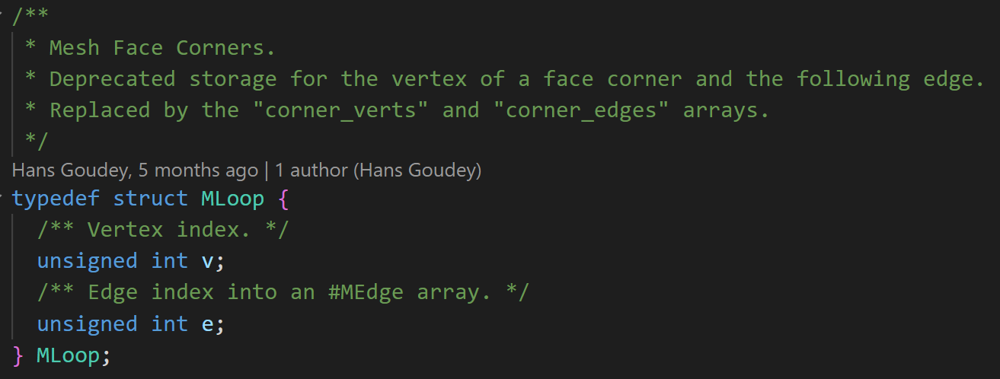 /**
 * Mesh Face Corners.
 * Deprecated storage for the vertex of a face corner and the following edge.
 * Replaced by the "corner_verts" and "corner_edges" arrays.
 */
Hans Goudey, 5 months ago | 1 author (Hans Goudey)
typedef struct MLoop {
  /** Vertex index. */
  unsigned int v;
  /** Edge index into an #MEdge array. */
  unsigned int e;
} MLoop;